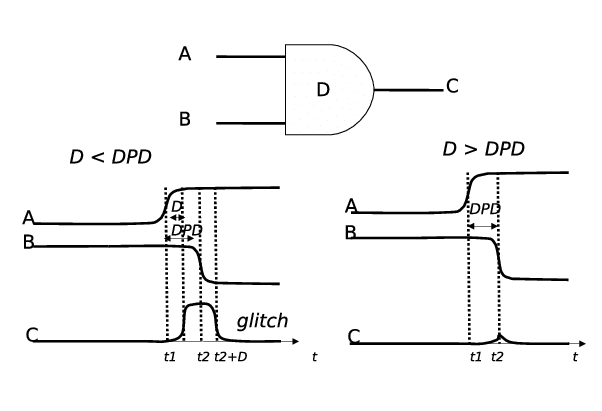 A
D
C
B
D < DPD
D > DPD
A
D
B
DPD
C
glitch
t1 t2 t2+D t
A
DPD
B
C
t1 t2 t